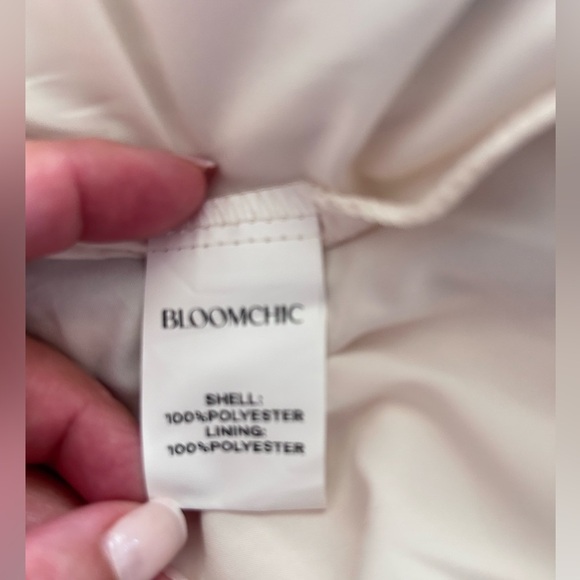 BLOOMCHIC
SHELL:
100%POLYESTER
LINING:
100%POLYESTER